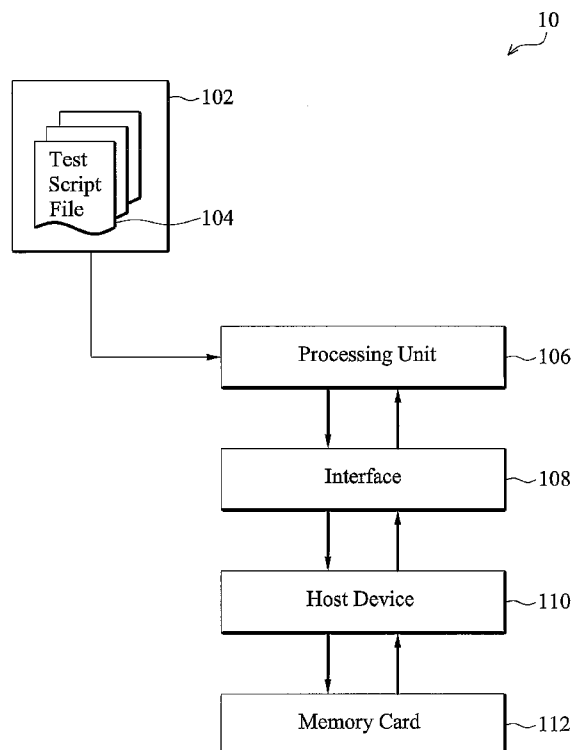 10
102
Test
Script
File
104
Processing Unit
106
Interface
108
Host Device
110
Memory Card
112